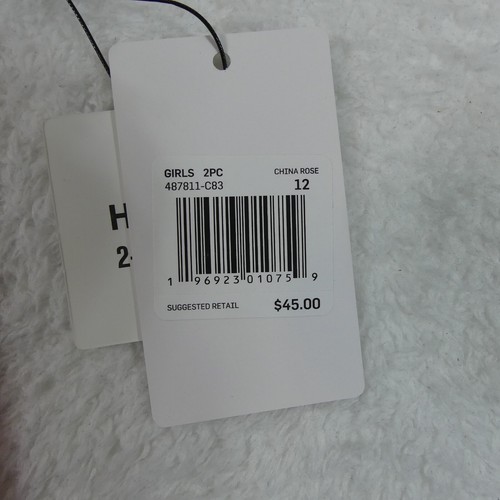 GIRLS 2PC
CHINA ROSE
487811-C83
12
1 96923 01075 9
SUGGESTED RETAIL
$45.00
H
2-